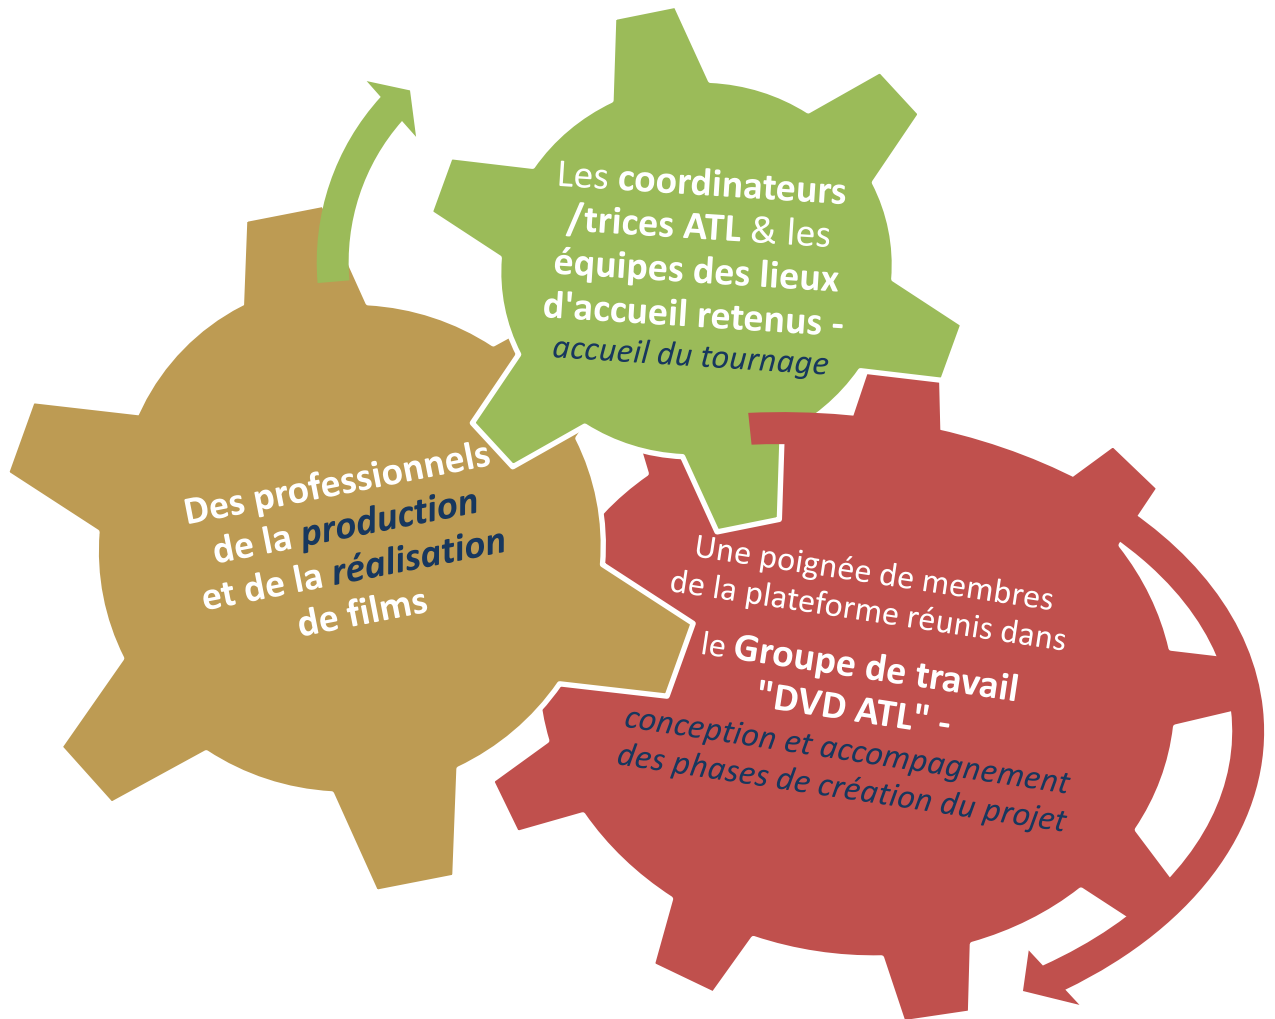 Les coordinateurs
/trices ATL & les
équipes des lieux
d'accueil retenus -
accueil du tournage
Des professionnels
de la production
et de la réalisation
de films
Une poignée de membres
de la plateforme réunis dans
le Groupe de travail
"DVD ATL" -
conception et accompagnement
des phases de création du projet